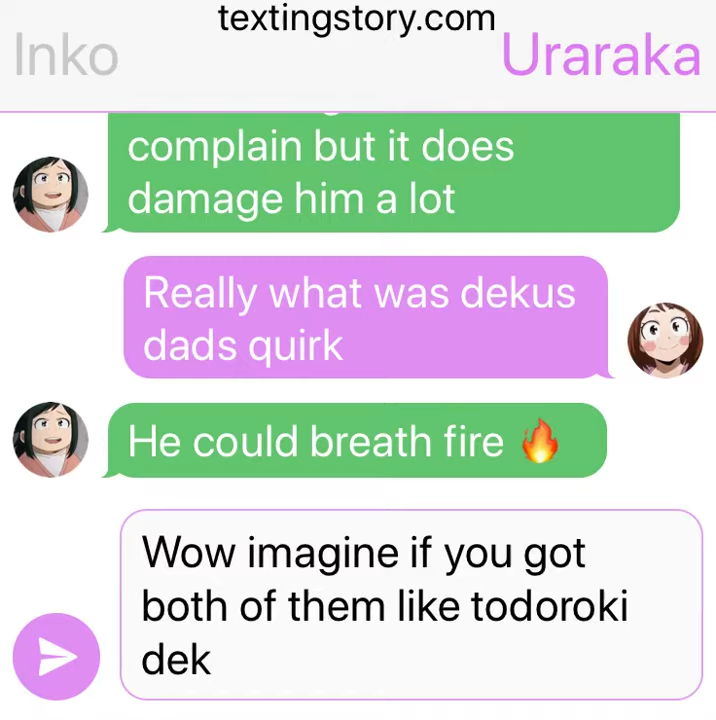 textingstory.com
Inko
Uraraka
complain but it does
damage him a lot
Really what was dekus
dads quirk
He could breath fire 🔥
Wow imagine if you got
both of them like todoroki
dek